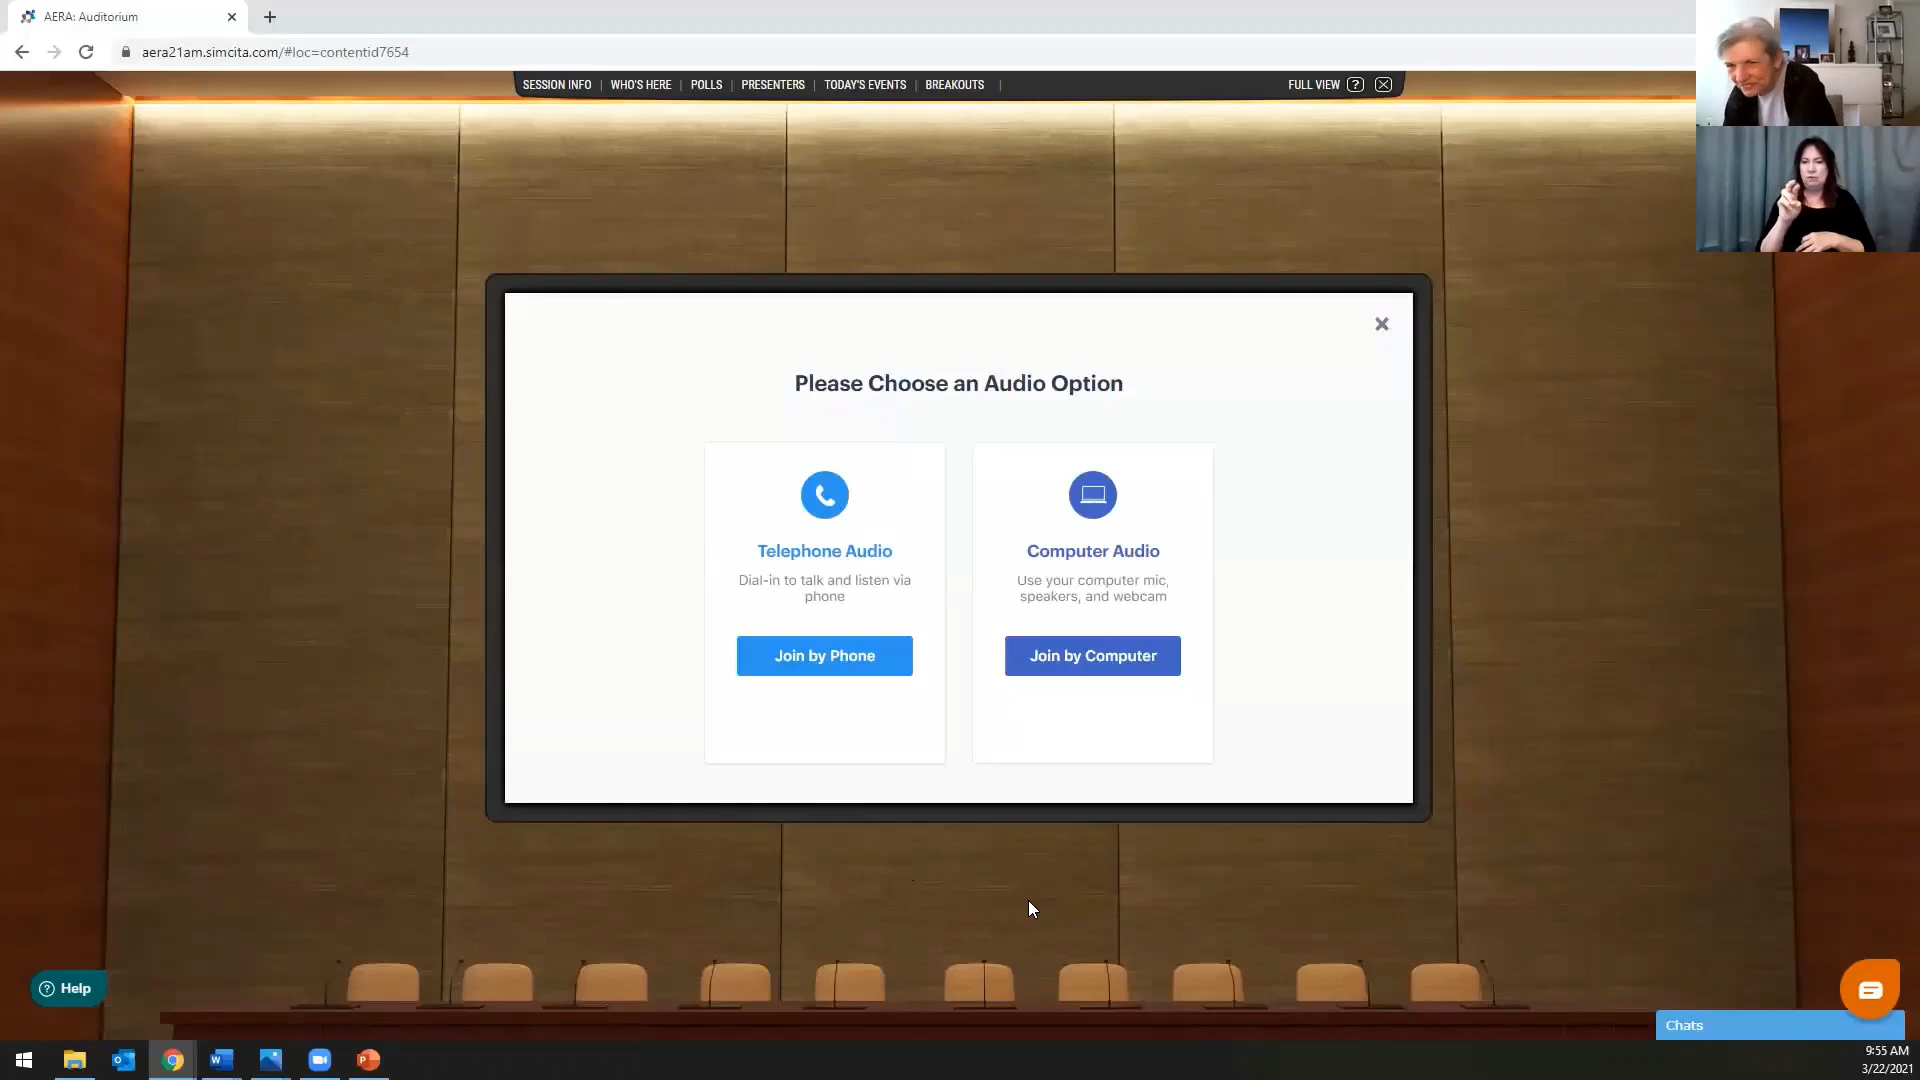 AERA: Auditorium
aera21am.simcita.com/#loc=contentid7654
SESSION INFO | WHO'S HERE | POLLS | PRESENTERS | TODAY'S EVENTS | BREAKOUTS |
FULL VIEW ?
Please Choose an Audio Option
Telephone Audio
Dial-in to talk and listen via
phone
Join by Phone
Computer Audio
Use your computer mic,
speakers, and webcam
Join by Computer
? Help
Chats
9:55 AM
3/22/2021